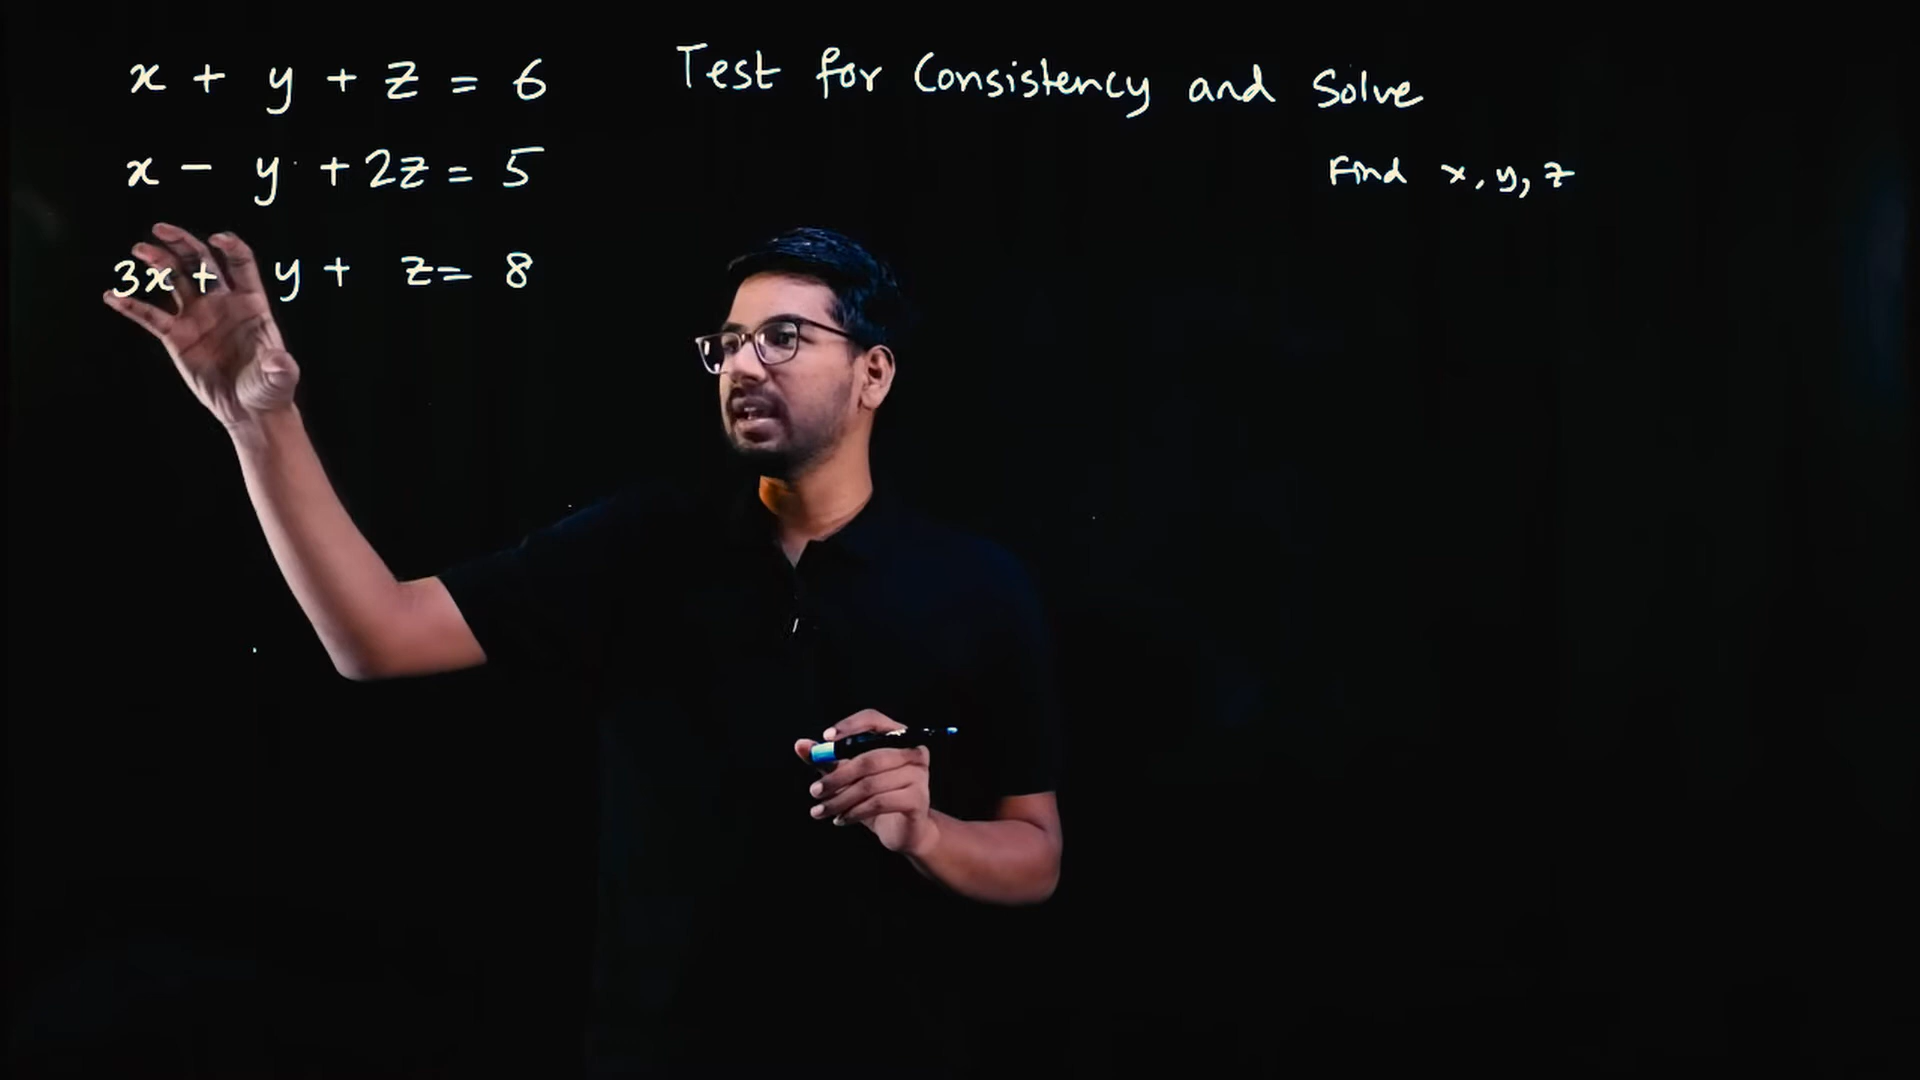 x + y + z = 6
Test for Consistency and Solve
x - y + 2z = 5
Find x, y, z
3x + y + z = 8